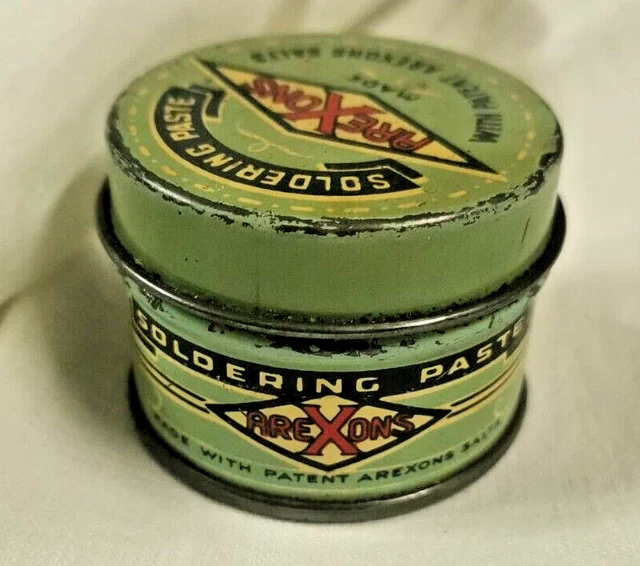 SOLDERING PASTE
AREXONS
MADE
WITH PATENT AREXONS SALTS
SOLDERING PASTE
AREXONS
MADE WITH PATENT AREXONS SALTS